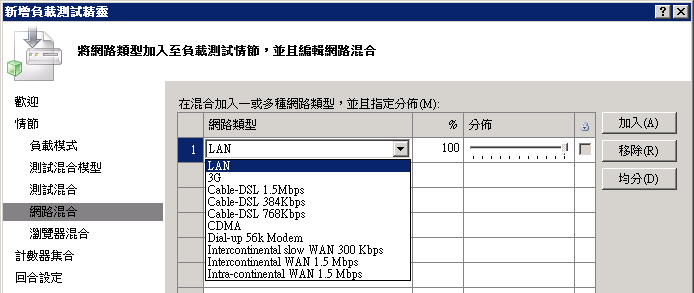 新增負載測試精靈
將網路類型加入至負載測試情節，並且編輯網路混合
歡迎
情節
負載模式
測試混合模型
測試混合
網路混合
瀏覽器混合
計數器集合
回合設定
在混合加入一或多種網路類型，並且指定分佈(M):
網路類型 % 分佈
1 LAN 100
LAN
3G
Cable-DSL 1.5Mbps
Cable-DSL 384Kbps
Cable-DSL 768Kbps
CDMA
Dial-up 56k Modem
Intercontinental slow WAN 300 Kbps
Intercontinental WAN 1.5 Mbps
Intra-continental WAN 1.5 Mbps
加入(A)
移除(R)
均分(D)